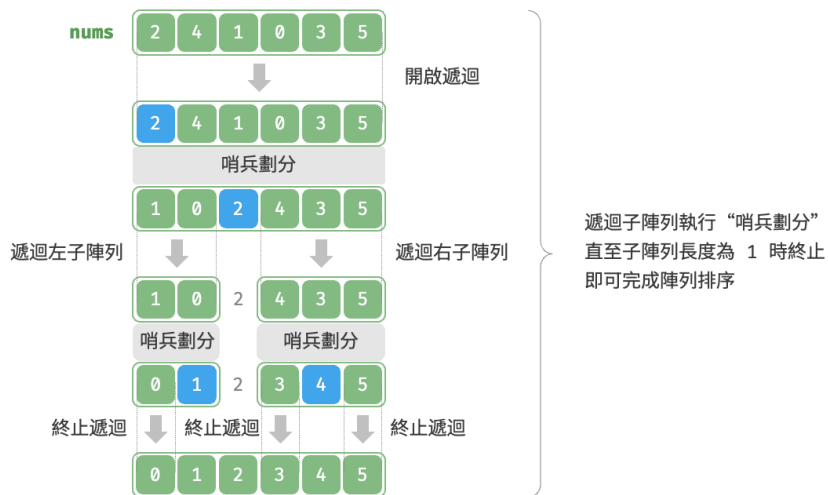 nums 2 4 1 0 3 5
開啟遞迴
2 4 1 0 3 5
哨兵劃分
1 0 2 4 3 5
遞迴左子陣列 遞迴右子陣列
1 0 2 4 3 5
哨兵劃分 哨兵劃分
0 1 2 3 4 5
終止遞迴 終止遞迴 終止遞迴
0 1 2 3 4 5
遞迴子陣列執行“哨兵劃分”
直至子陣列長度為 1 時終止
即可完成陣列排序